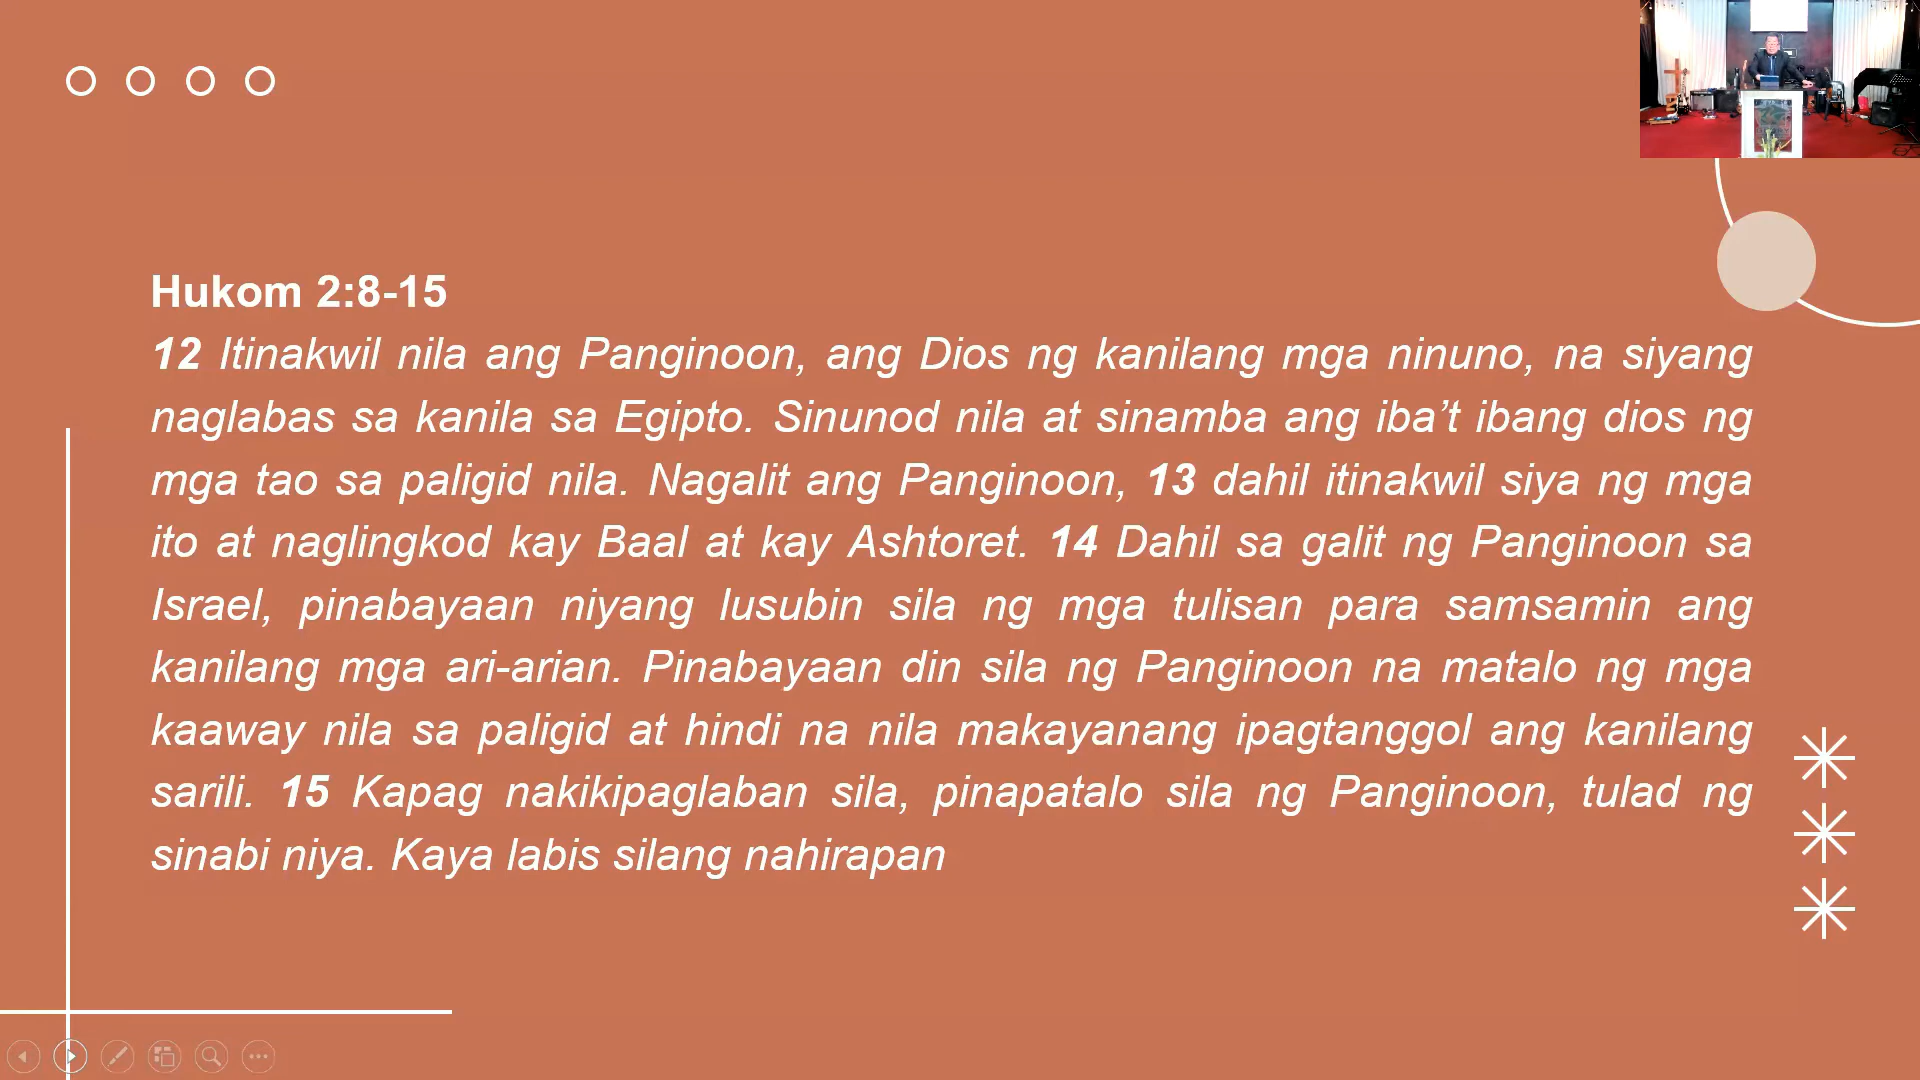 Hukom 2:8-15
12 Itinakwil nila ang Panginoon, ang Dios ng kanilang mga ninuno, na siyang
naglabas sa kanila sa Egipto. Sinunod nila at sinamba ang iba’t ibang dios ng
mga tao sa paligid nila. Nagalit ang Panginoon, 13 dahil itinakwil siya ng mga
ito at naglingkod kay Baal at kay Ashtoret. 14 Dahil sa galit ng Panginoon sa
Israel, pinabayaan niyang lusubin sila ng mga tulisan para samsamin ang
kanilang mga ari-arian. Pinabayaan din sila ng Panginoon na matalo ng mga
kaaway nila sa paligid at hindi na nila makayanang ipagtanggol ang kanilang
sarili. 15 Kapag nakikipaglaban sila, pinapatalo sila ng Panginoon, tulad ng
sinabi niya. Kaya labis silang nahirapan